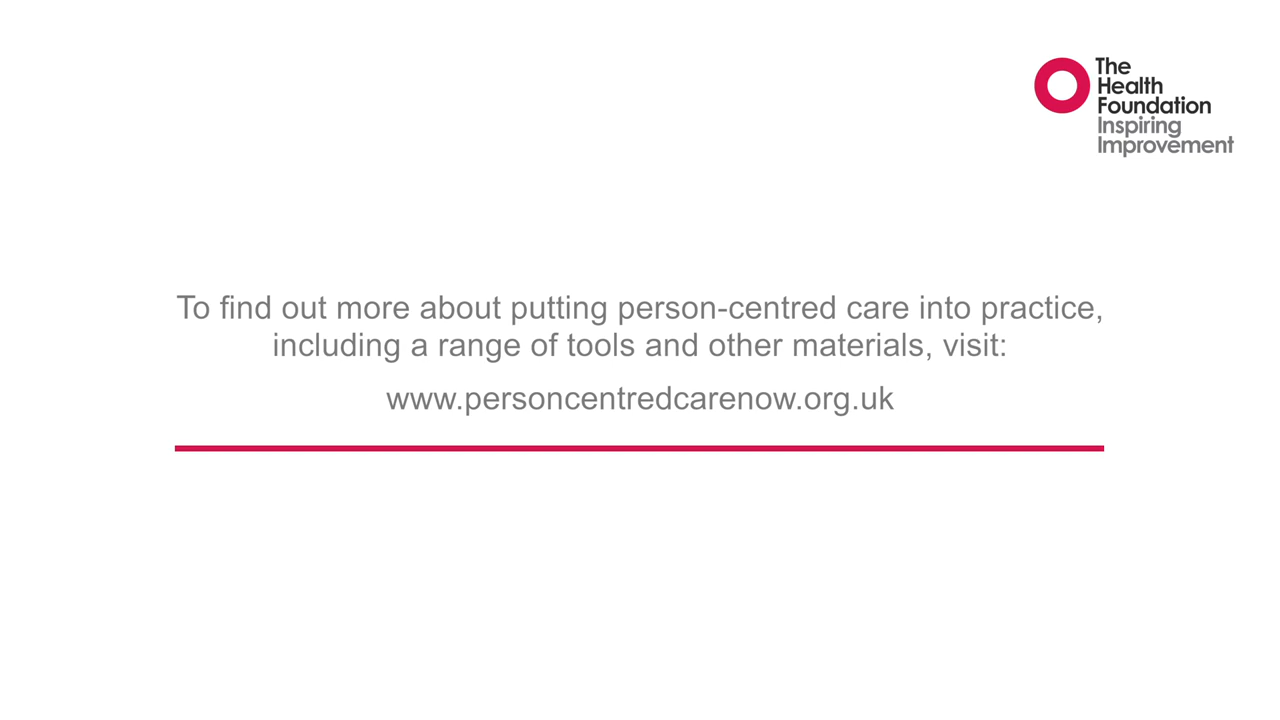 The
Health
Foundation
Inspiring
Improvement
To find out more about putting person-centred care into practice,
including a range of tools and other materials, visit:
www.personcentredcarenow.org.uk